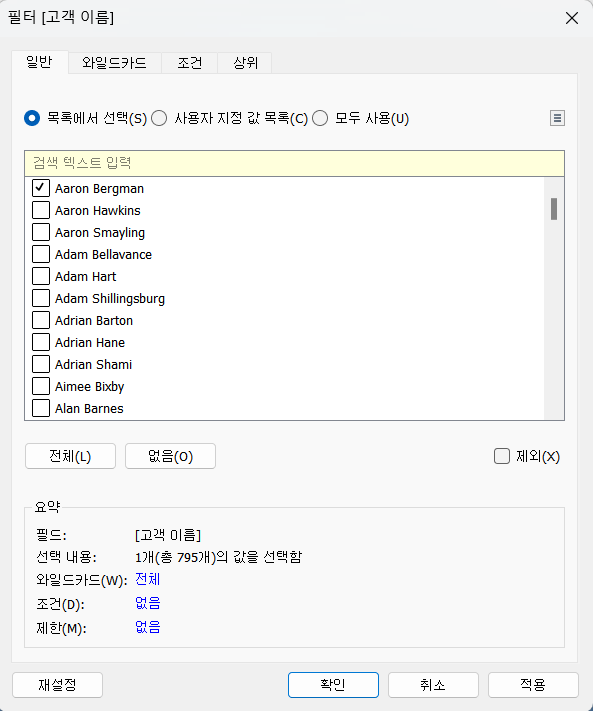 필터 [고객 이름]
일반 와일드카드 조건 상위
목록에서 선택(S) 사용자 지정 값 목록(C) 모두 사용(U)
검색 텍스트 입력
Aaron Bergman
Aaron Hawkins
Aaron Smayling
Adam Bellavance
Adam Hart
Adam Shillingsburg
Adrian Barton
Adrian Hane
Adrian Shami
Aimee Bixby
Alan Barnes
전체(L) 없음(O) 제외(X)
요약
필드: [고객 이름]
선택 내용: 1개(총 795개)의 값을 선택함
와일드카드(W): 전체
조건(D): 없음
제한(M): 없음
재설정 확인 취소 적용